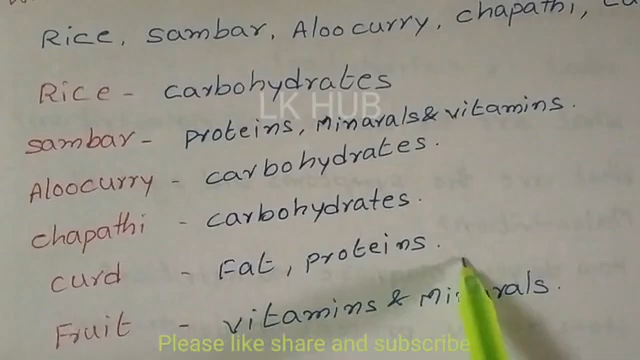 Rice, Sambar, Aloocurry, chapathi,
Rice - carbohydrates
LK HUB
Sambar - proteins, Minarals & vitamins.
Aloocurry - carbohydrates.
chapathi - carbohydrates.
curd - Fat, proteins.
Fruit - vitamins & Minarals.
Please like share and subscribe